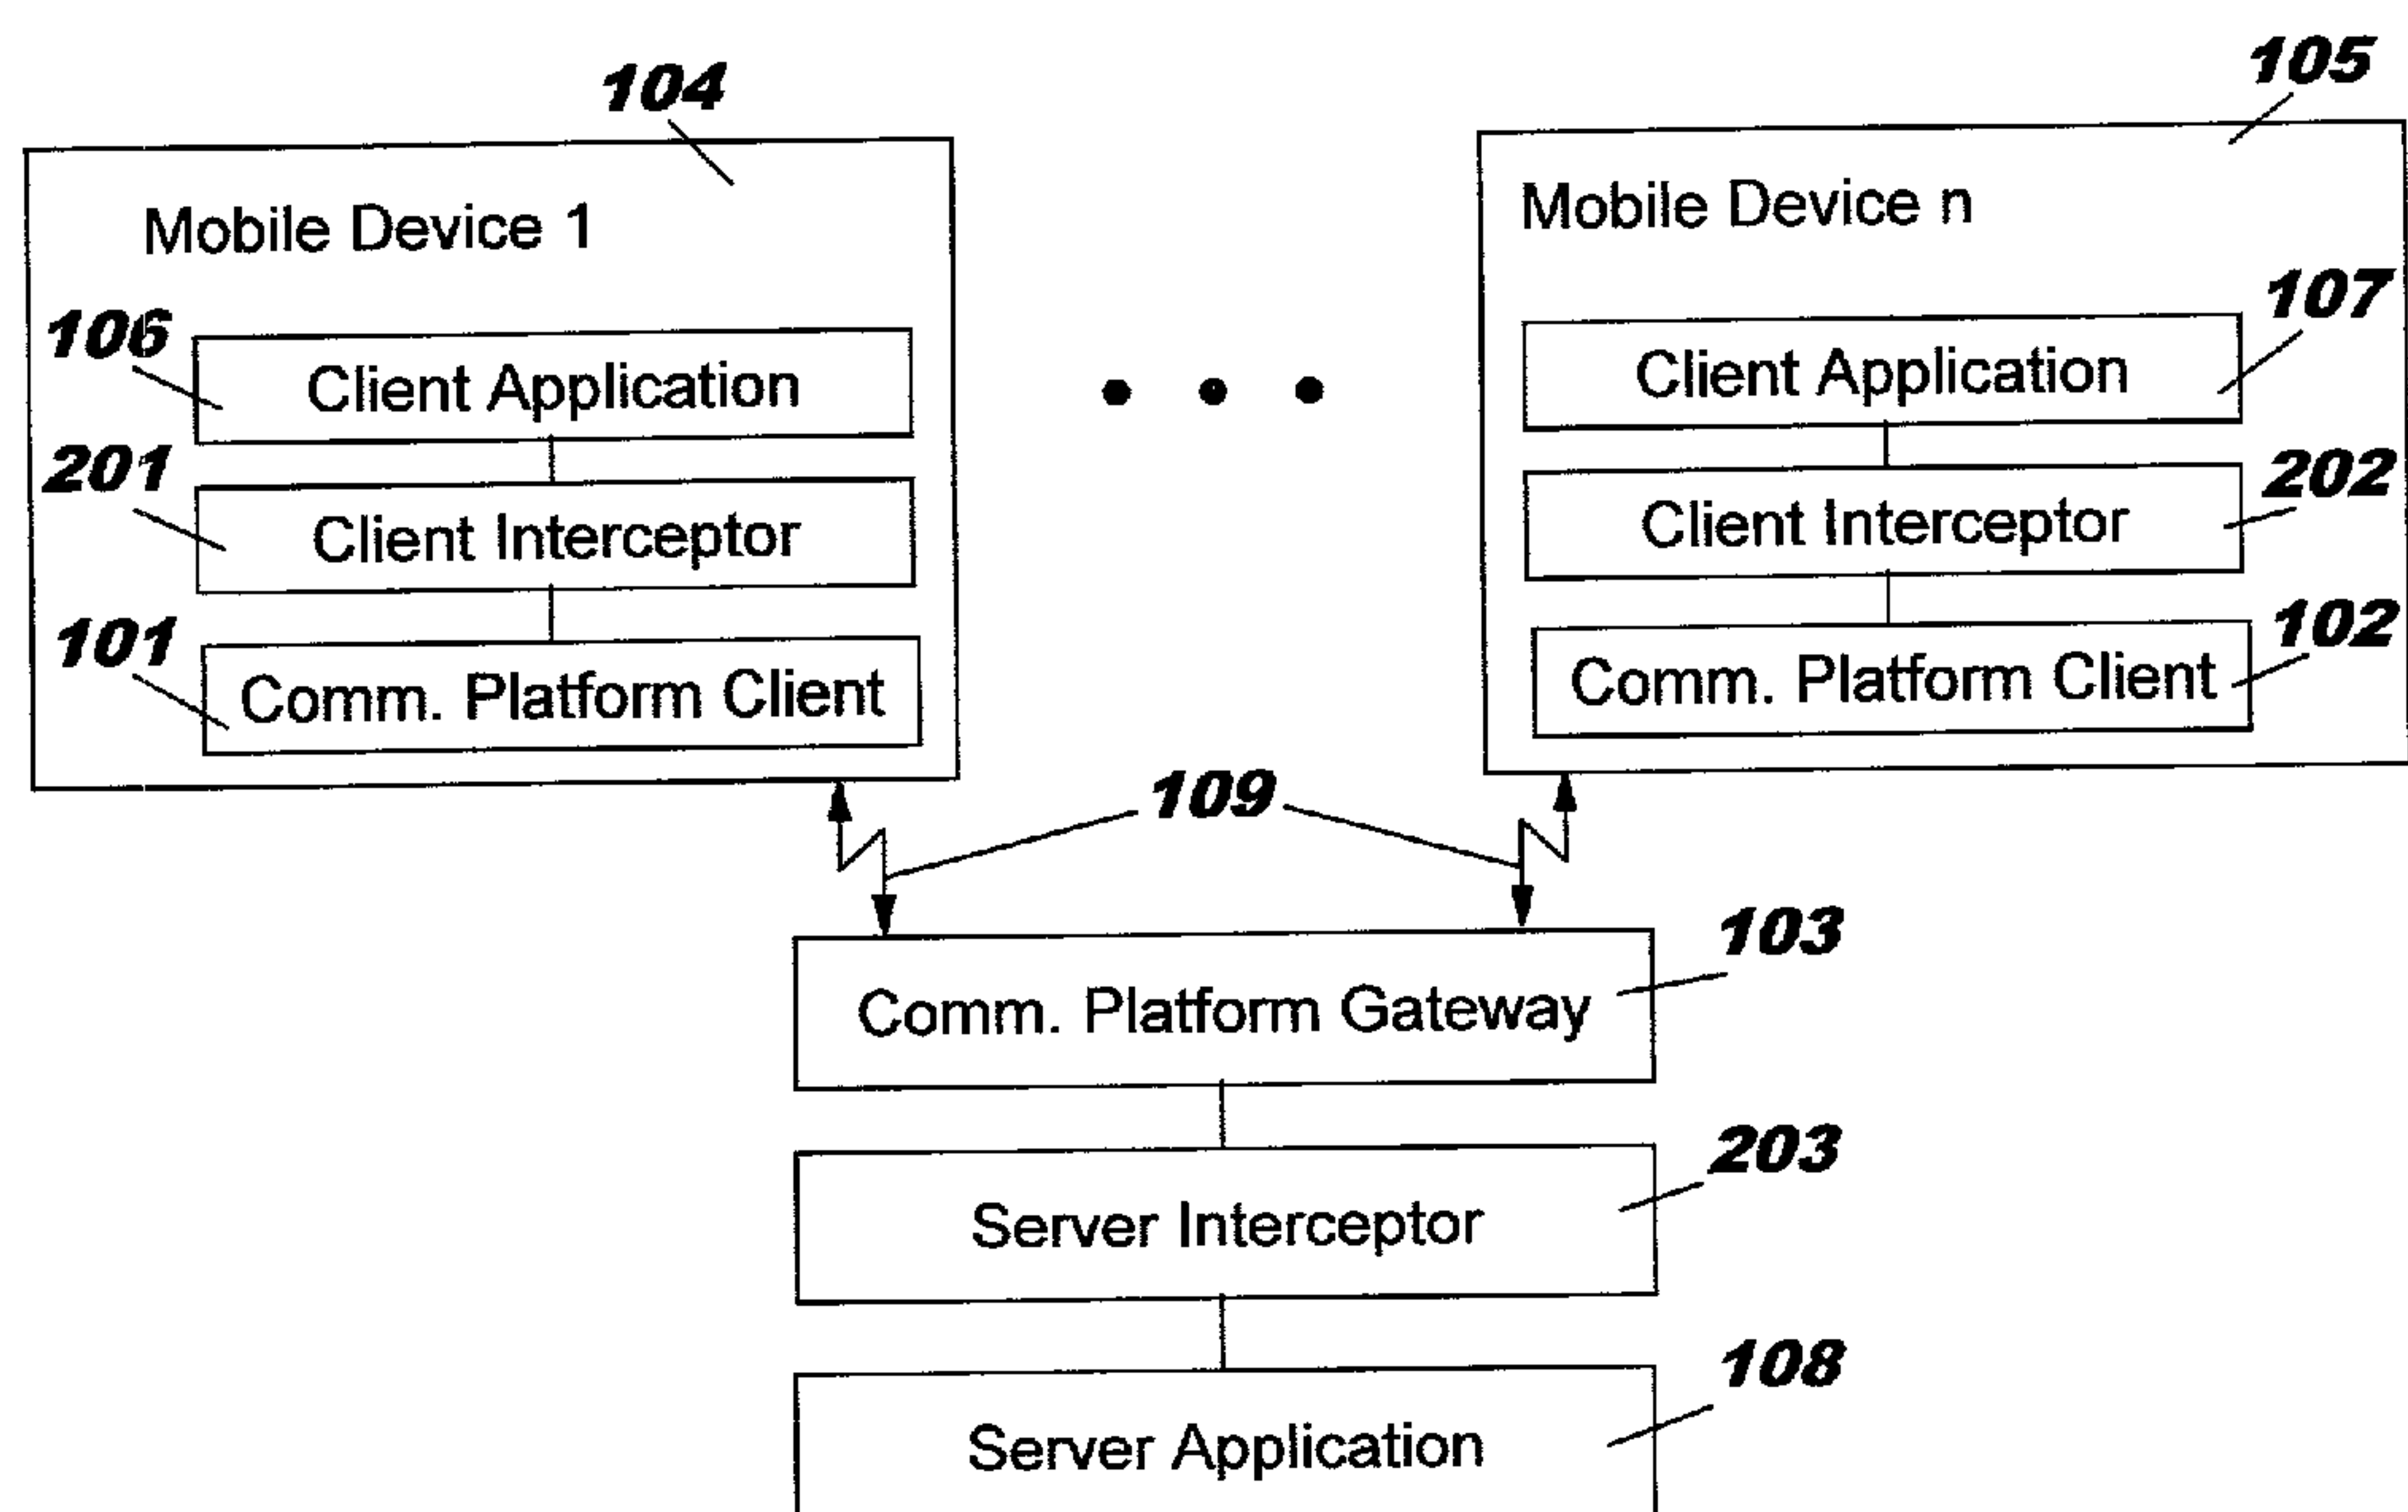 104
105
Mobile Device 1
Mobile Device n
106
Client Application
107
Client Application
201
Client Interceptor
202
Client Interceptor
101
Comm. Platform Client
102
Comm. Platform Client
109
103
Comm. Platform Gateway
203
Server Interceptor
108
Server Application